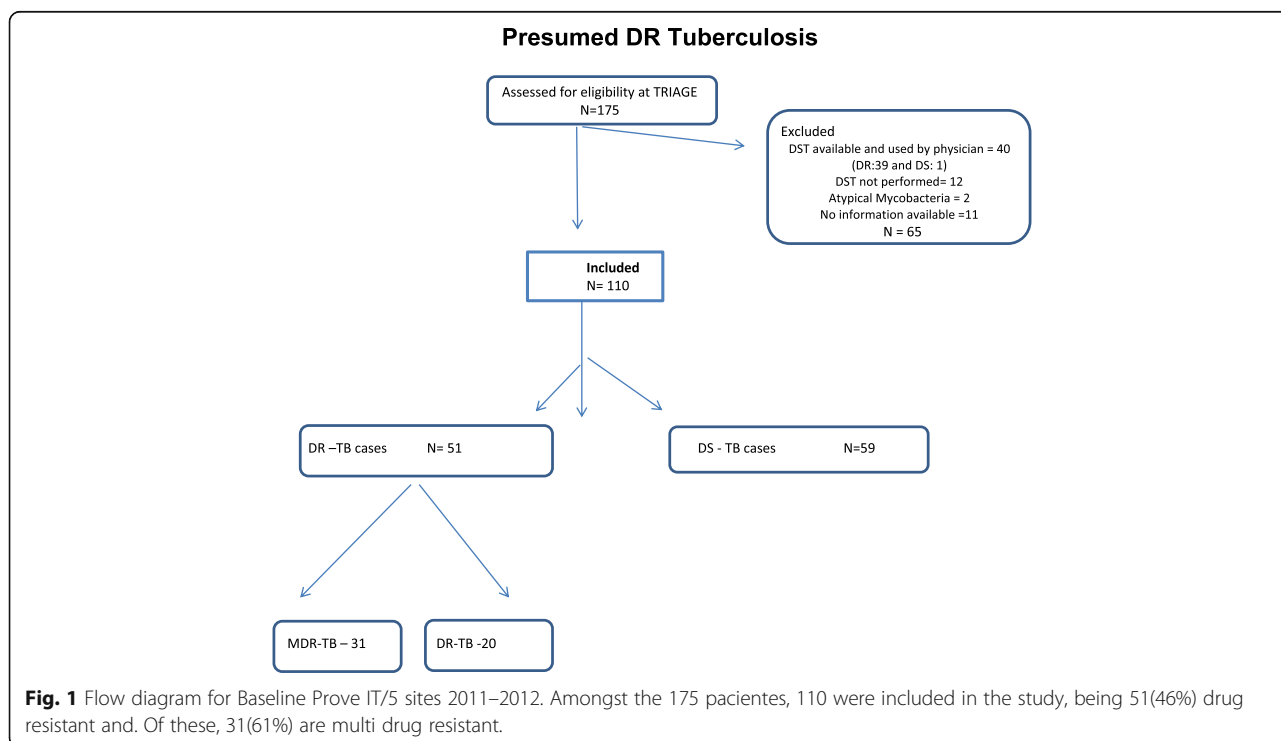 Presumed DR Tuberculosis
Assessed for eligibility at TRIAGE
N=175
Excluded
DST available and used by physician = 40
(DR:39 and DS: 1)
DST not performed= 12
Atypical Mycobacteria = 2
No information available =11
N = 65
Included
N= 110
DR –TB cases N= 51
DS - TB cases N=59
MDR-TB – 31
DR-TB -20
Fig. 1 Flow diagram for Baseline Prove IT/5 sites 2011–2012. Amongst the 175 pacientes, 110 were included in the study, being 51(46%) drug
resistant and. Of these, 31(61%) are multi drug resistant.